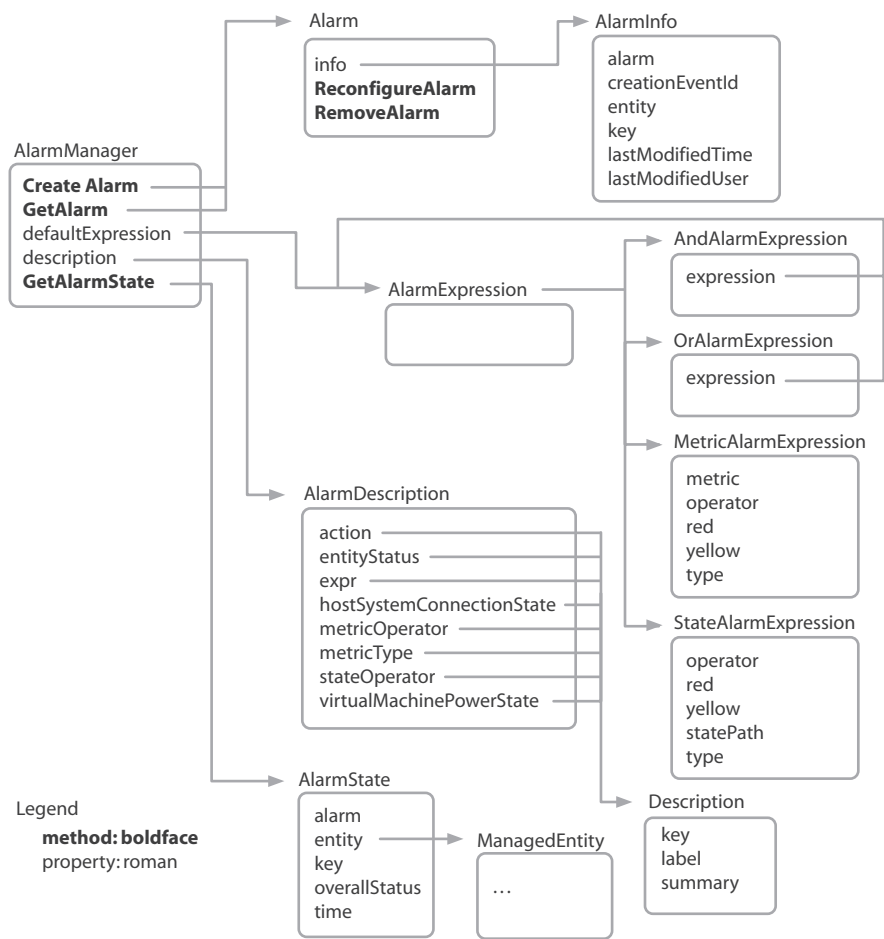 Alarm
info
ReconfigureAlarm
RemoveAlarm
AlarmInfo
alarm
creationEventId
entity
key
lastModifiedTime
lastModifiedUser
AlarmManager
Create Alarm
GetAlarm
defaultExpression
description
GetAlarmState
AlarmExpression
AndAlarmExpression
expression
OrAlarmExpression
expression
MetricAlarmExpression
metric
operator
red
yellow
type
AlarmDescription
action
entityStatus
expr
hostSystemConnectionState
metricOperator
metricType
stateOperator
virtualMachinePowerState
StateAlarmExpression
operator
red
yellow
statePath
type
AlarmState
alarm
entity
key
overallStatus
time
ManagedEntity
...
Description
key
label
summary
Legend
method: boldface
property: roman